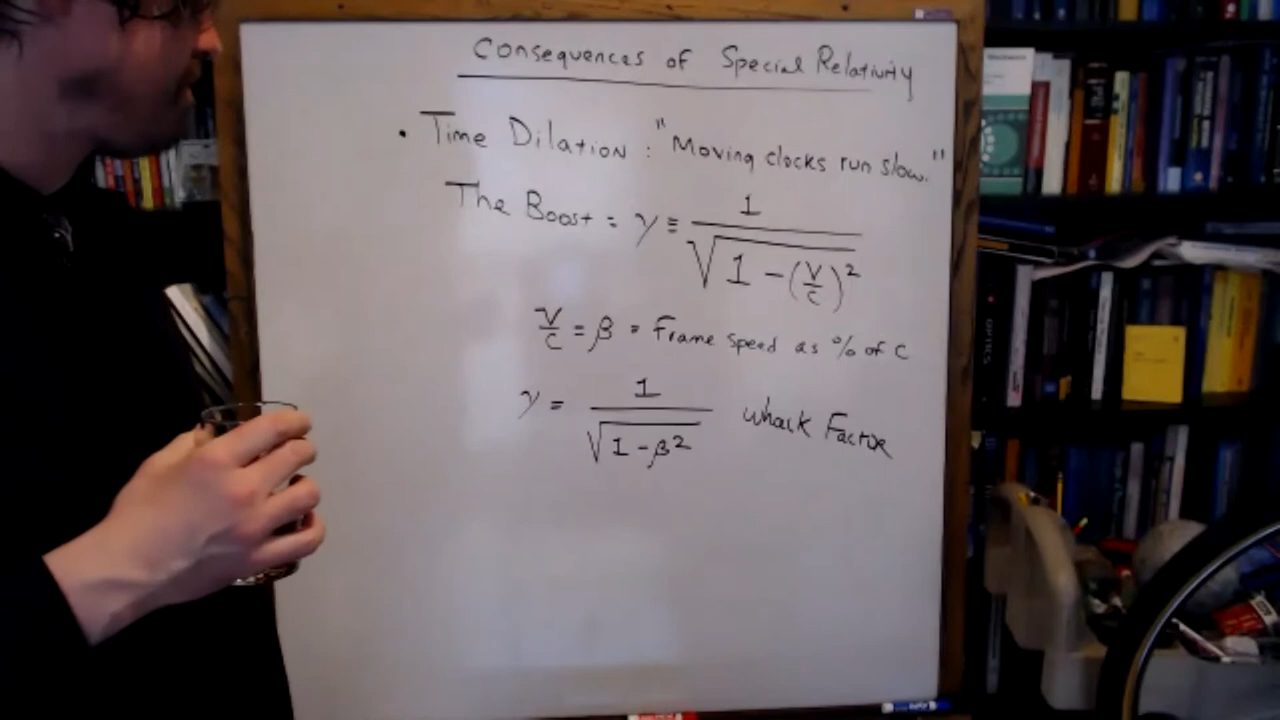 Consequences of Special Relativity
• Time Dilation : "Moving clocks run slow."
The Boost = γ ≡ 1 / √(1 - (V/C)²)
V/C = β = Frame speed as % of C
γ = 1 / √(1 - β²) Whack Factor
OPTICS